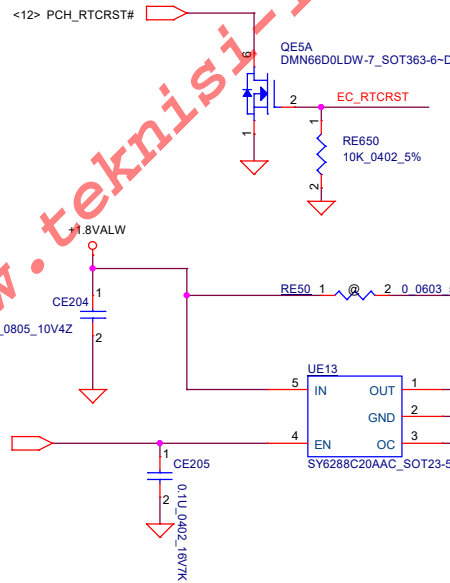 <12> PCH_RTCRST#
QE5A
DMN66D0LDW-7_SOT363-6~D
6
2
EC_RTCRST
1
1
RE650
10K_0402_5%
2
+1.8VALW
CE204
1
RE50 1 @ 2 0_0603_
_0805_10V4Z
2
UE13
5 IN OUT 1
GND 2
4 EN OC 3
SY6288C20AAC_SOT23-5
1
CE205
2
0.1U_0402_16V7K
w.teknisi-